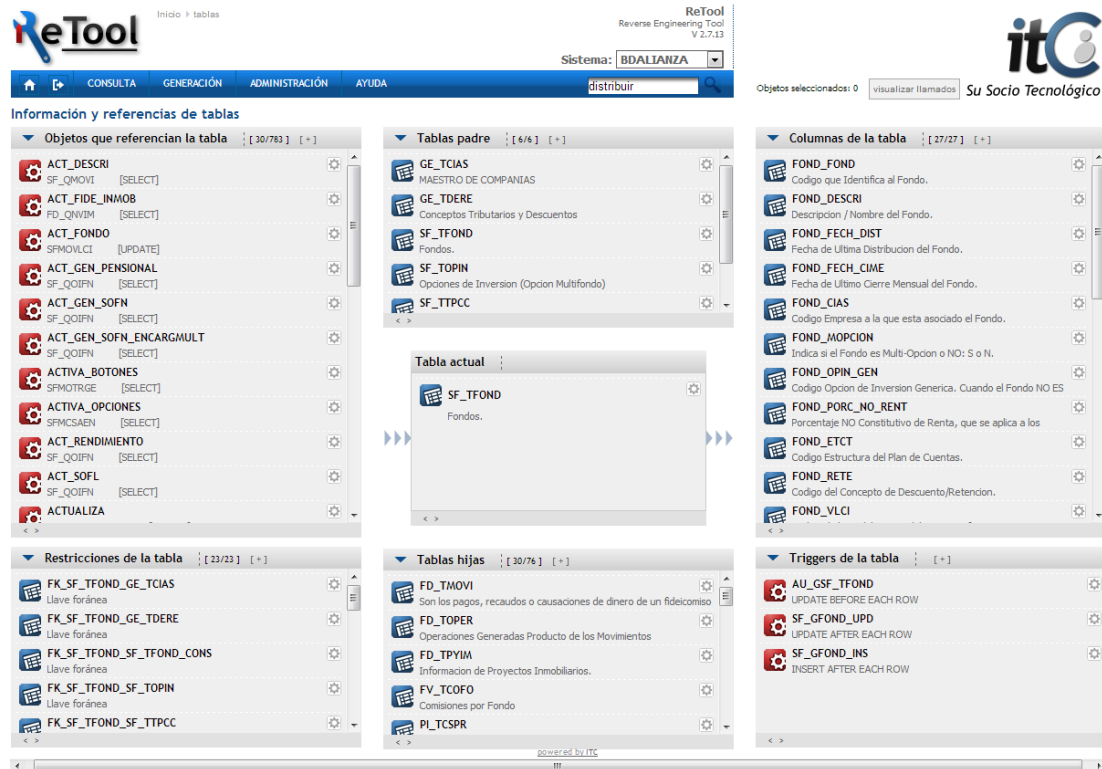 ReTool
Inicio tablas
ReTool
Reverse Engineering Tool
V 2.7.13
Sistema: BDALIANZA
itc
Su Socio Tecnológico
CONSULTA GENERACIÓN ADMINISTRACIÓN AYUDA
distribuir
Objetos seleccionados: 0 visualizar llamados
Información y referencias de tablas
Objetos que referencian la tabla [ 30/783 ] [ + ]
ACT_DESCRI
SF_QMOVI [SELECT]
ACT_FIDE_INMOB
FD_QNVIM [SELECT]
ACT_FONDO
SFMOVLCI [UPDATE]
ACT_GEN_PENSIONAL
SF_QOIFN [SELECT]
ACT_GEN_SOFN
SF_QOIFN [SELECT]
ACT_GEN_SOFN_ENCARGMULT
SF_QOIFN [SELECT]
ACTIVA_BOTONES
SFMOTRGE [SELECT]
ACTIVA_OPCIONES
SFMCSAEN [SELECT]
ACT_RENDIMIENTO
SF_QOIFN [SELECT]
ACT_SOFL
SF_QOIFN [SELECT]
ACTUALIZA
< >
Tablas padre [ 6/6 ] [ + ]
GE_TCIAS
MAESTRO DE COMPANIAS
GE_TDERE
Conceptos Tributarios y Descuentos
SF_TFOND
Fondos.
SF_TOPIN
Opciones de Inversion (Opcion Multifondo)
SF_TTPCC
< >
Tabla actual
SF_TFOND
Fondos.
< >
Columnas de la tabla [ 27/27 ] [ + ]
FOND_FOND
Codigo que Identifica al Fondo.
FOND_DESCRI
Descripcion / Nombre del Fondo.
FOND_FECH_DIST
Fecha de Ultima Distribucion del Fondo.
FOND_FECH_CIME
Fecha de Ultimo Cierre Mensual del Fondo.
FOND_CIAS
Codigo Empresa a la que esta asociado el Fondo.
FOND_MOPCION
Indica si el Fondo es Multi-Opcion o NO: S o N.
FOND_OPIN_GEN
Codigo Opcion de Inversion Generica. Cuando el Fondo NO ES
FOND_PORC_NO_RENT
Porcentaje NO Constitutivo de Renta, que se aplica a los
FOND_ETCT
Codigo Estructura del Plan de Cuentas.
FOND_RETE
Codigo del Concepto de Descuento/Retencion.
FOND_VLCI
< >
Restricciones de la tabla [ 23/23 ] [ + ]
FK_SF_TFOND_GE_TCIAS
Llave foránea
FK_SF_TFOND_GE_TDERE
Llave foránea
FK_SF_TFOND_SF_TFOND_CONS
Llave foránea
FK_SF_TFOND_SF_TOPIN
Llave foránea
FK_SF_TFOND_SF_TTPCC
< >
Tablas hijas [ 30/76 ] [ + ]
FD_TMOVI
Son los pagos, recaudos o causaciones de dinero de un fideicomiso
FD_TOPER
Operaciones Generadas Producto de los Movimientos
FD_TPYIM
Informacion de Proyectos Inmobiliarios.
FV_TCOFO
Comisiones por Fondo
PI_TCSPR
< >
Triggers de la tabla [ + ]
AU_GSF_TFOND
UPDATE BEFORE EACH ROW
SF_GFOND_UPD
UPDATE AFTER EACH ROW
SF_GFOND_INS
INSERT AFTER EACH ROW
< >
powered by ITC